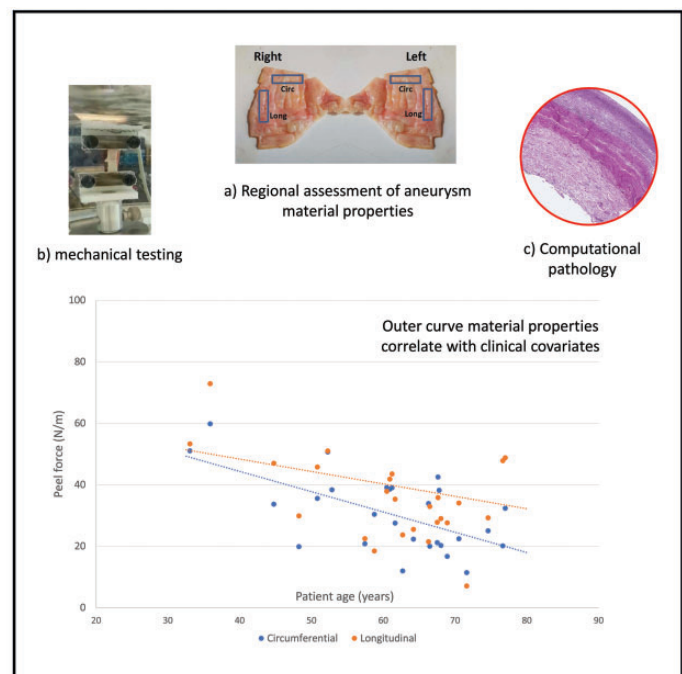 Right
Left
Circ
Circ
Long
Long
a) Regional assessment of aneurysm
material properties
b) mechanical testing
c) Computational
pathology
Outer curve material properties
correlate with clinical covariates
Peel force (N/m)
100
80
60
40
20
0
Patient age (years)
20 30 40 50 60 70 80 90
Circumferential Longitudinal